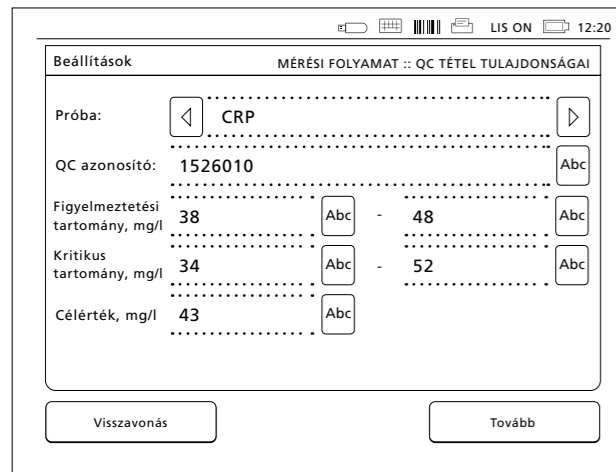 LIS ON 12:20
Beállítások MÉRÉSI FOLYAMAT :: QC TÉTEL TULAJDONSÁGAI
Próba: CRP
QC azonosító: 1526010 Abc
Figyelmeztetési
tartomány, mg/l 38 Abc - 48 Abc
Kritikus
tartomány, mg/l 34 Abc - 52 Abc
Célérték, mg/l 43 Abc
Visszavonás Tovább